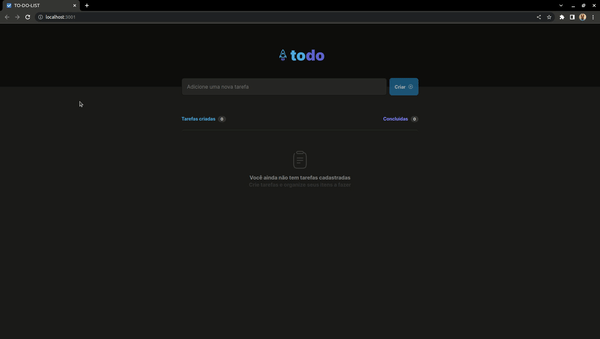 TO-DO-LIST
localhost:3001
todo
Adicione uma nova tarefa
Criar
Tarefas criadas 0
Concluídas 0
Você ainda não tem tarefas cadastradas
Crie tarefas e organize seus itens a fazer